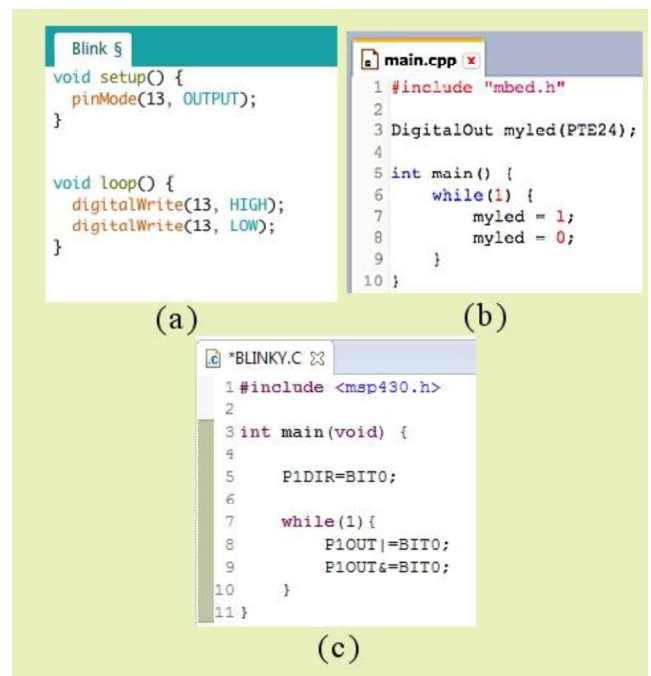 Blink §
void setup() {
pinMode(13, OUTPUT);
}
void loop() {
digitalWrite(13, HIGH);
digitalWrite(13, LOW);
}
(a)
main.cpp
1 #include "mbed.h"
2
3 DigitalOut myled(PTE24);
4
5 int main() {
6 while(1) {
7 myled = 1;
8 myled = 0;
9 }
10 }
(b)
*BLINKY.C
1 #include <msp430.h>
2
3 int main(void) {
4
5 P1DIR=BIT0;
6
7 while(1){
8 P1OUT|=BIT0;
9 P1OUT&=BIT0;
10 }
11 }
(c)